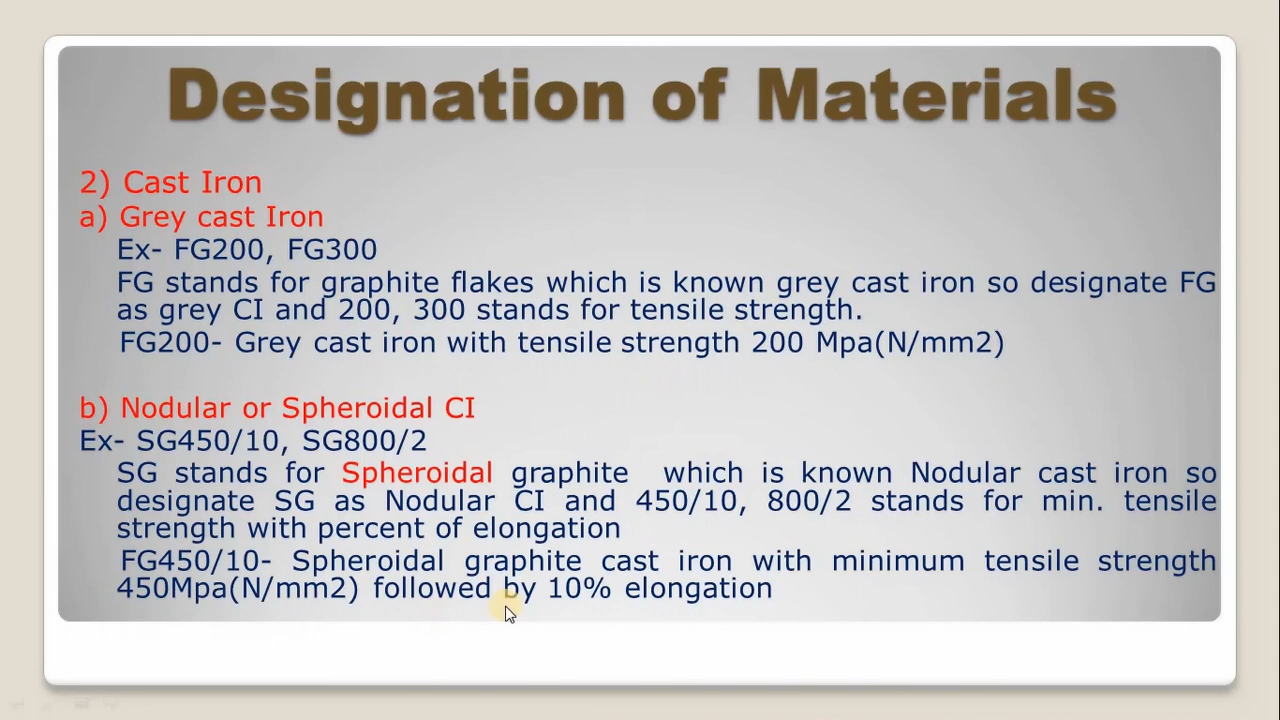 Designation of Materials
2) Cast Iron
a) Grey cast Iron
Ex- FG200, FG300
FG stands for graphite flakes which is known grey cast iron so designate FG
as grey CI and 200, 300 stands for tensile strength.
FG200- Grey cast iron with tensile strength 200 Mpa(N/mm2)
b) Nodular or Spheroidal CI
Ex- SG450/10, SG800/2
SG stands for Spheroidal graphite which is known Nodular cast iron so
designate SG as Nodular CI and 450/10, 800/2 stands for min. tensile
strength with percent of elongation
FG450/10- Spheroidal graphite cast iron with minimum tensile strength
450Mpa(N/mm2) followed by 10% elongation